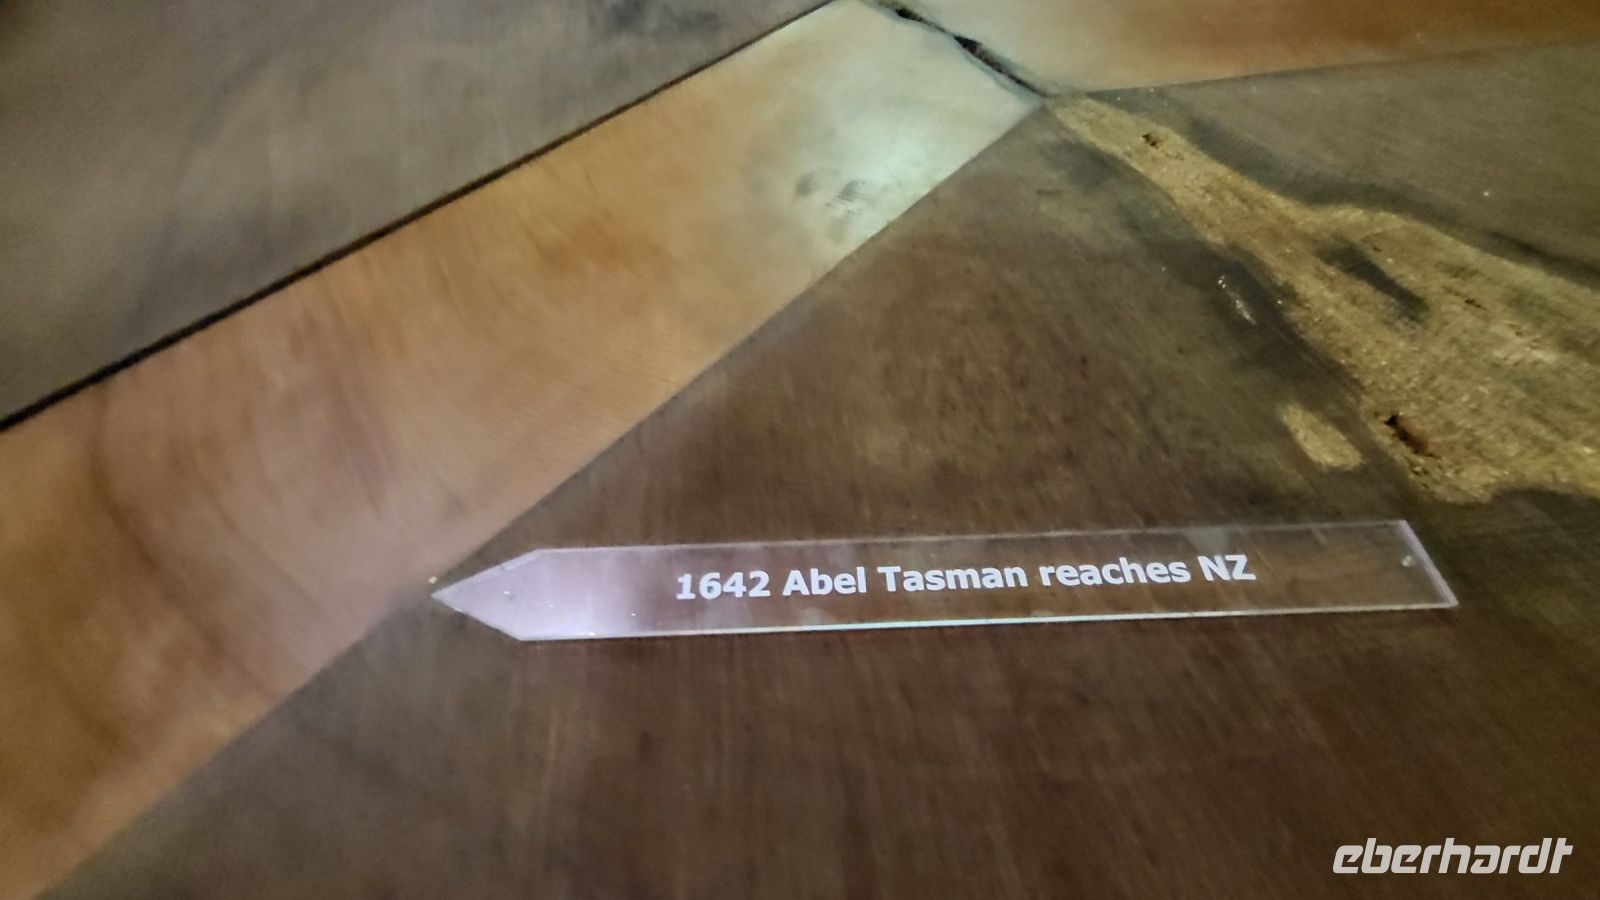 1642 Abel Tasman reaches NZ
eberhardt